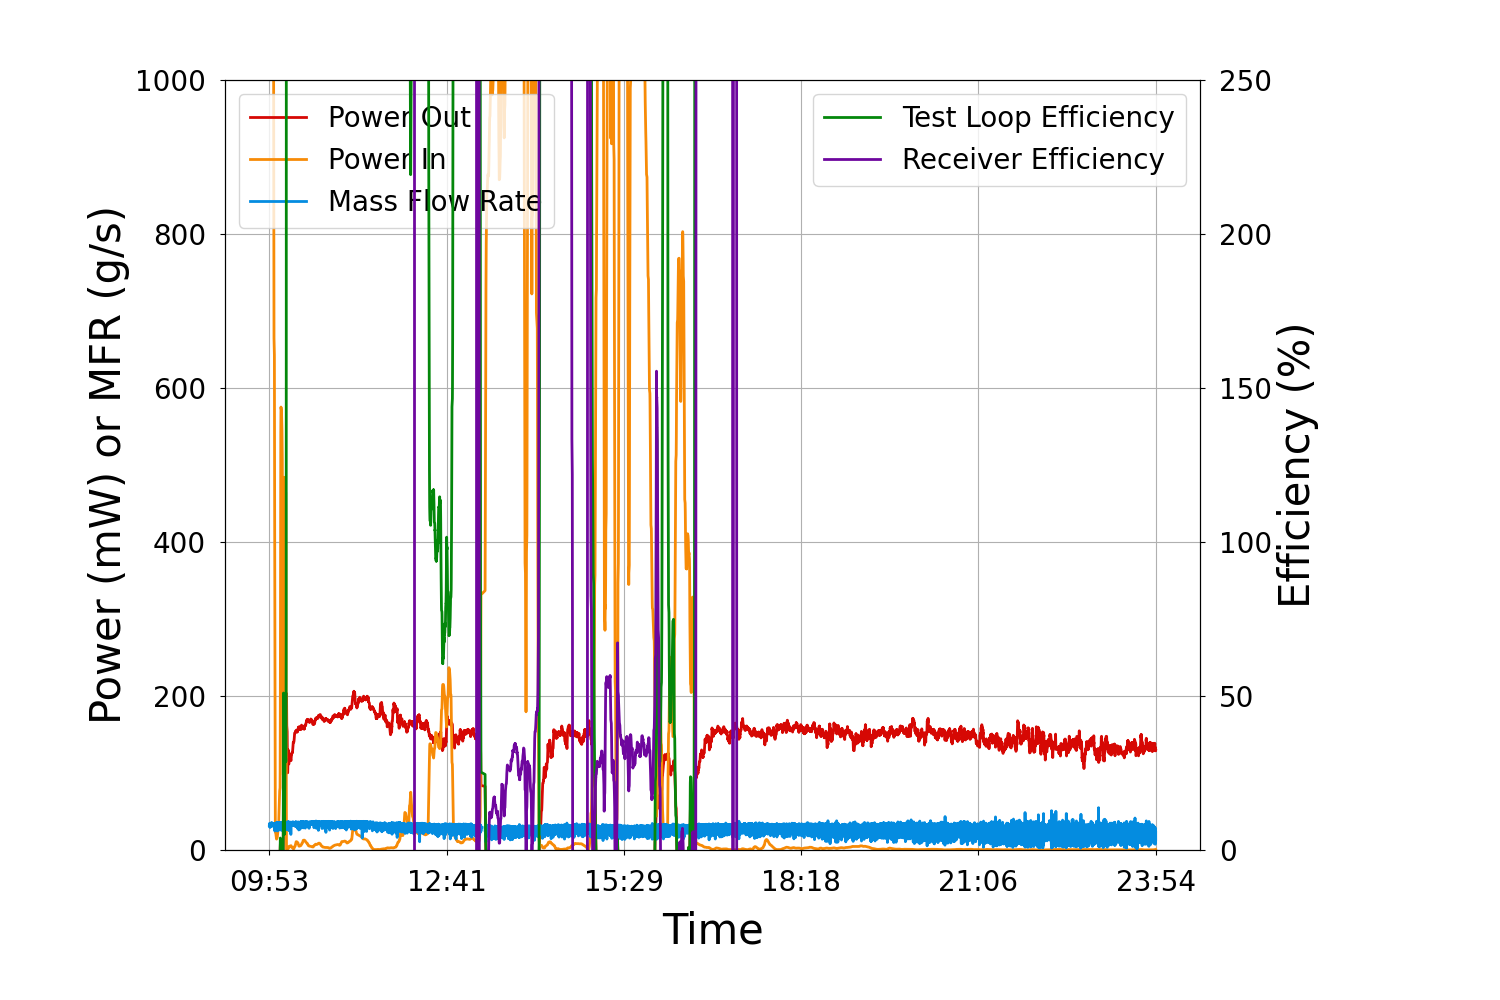 Power Out
Power In
Mass Flow Rate
Test Loop Efficiency
Receiver Efficiency
1000
800
600
400
200
0
250
200
150
100
50
0
Power (mW) or MFR (g/s)
Efficiency (%)
09:53
12:41
15:29
18:18
21:06
23:54
Time